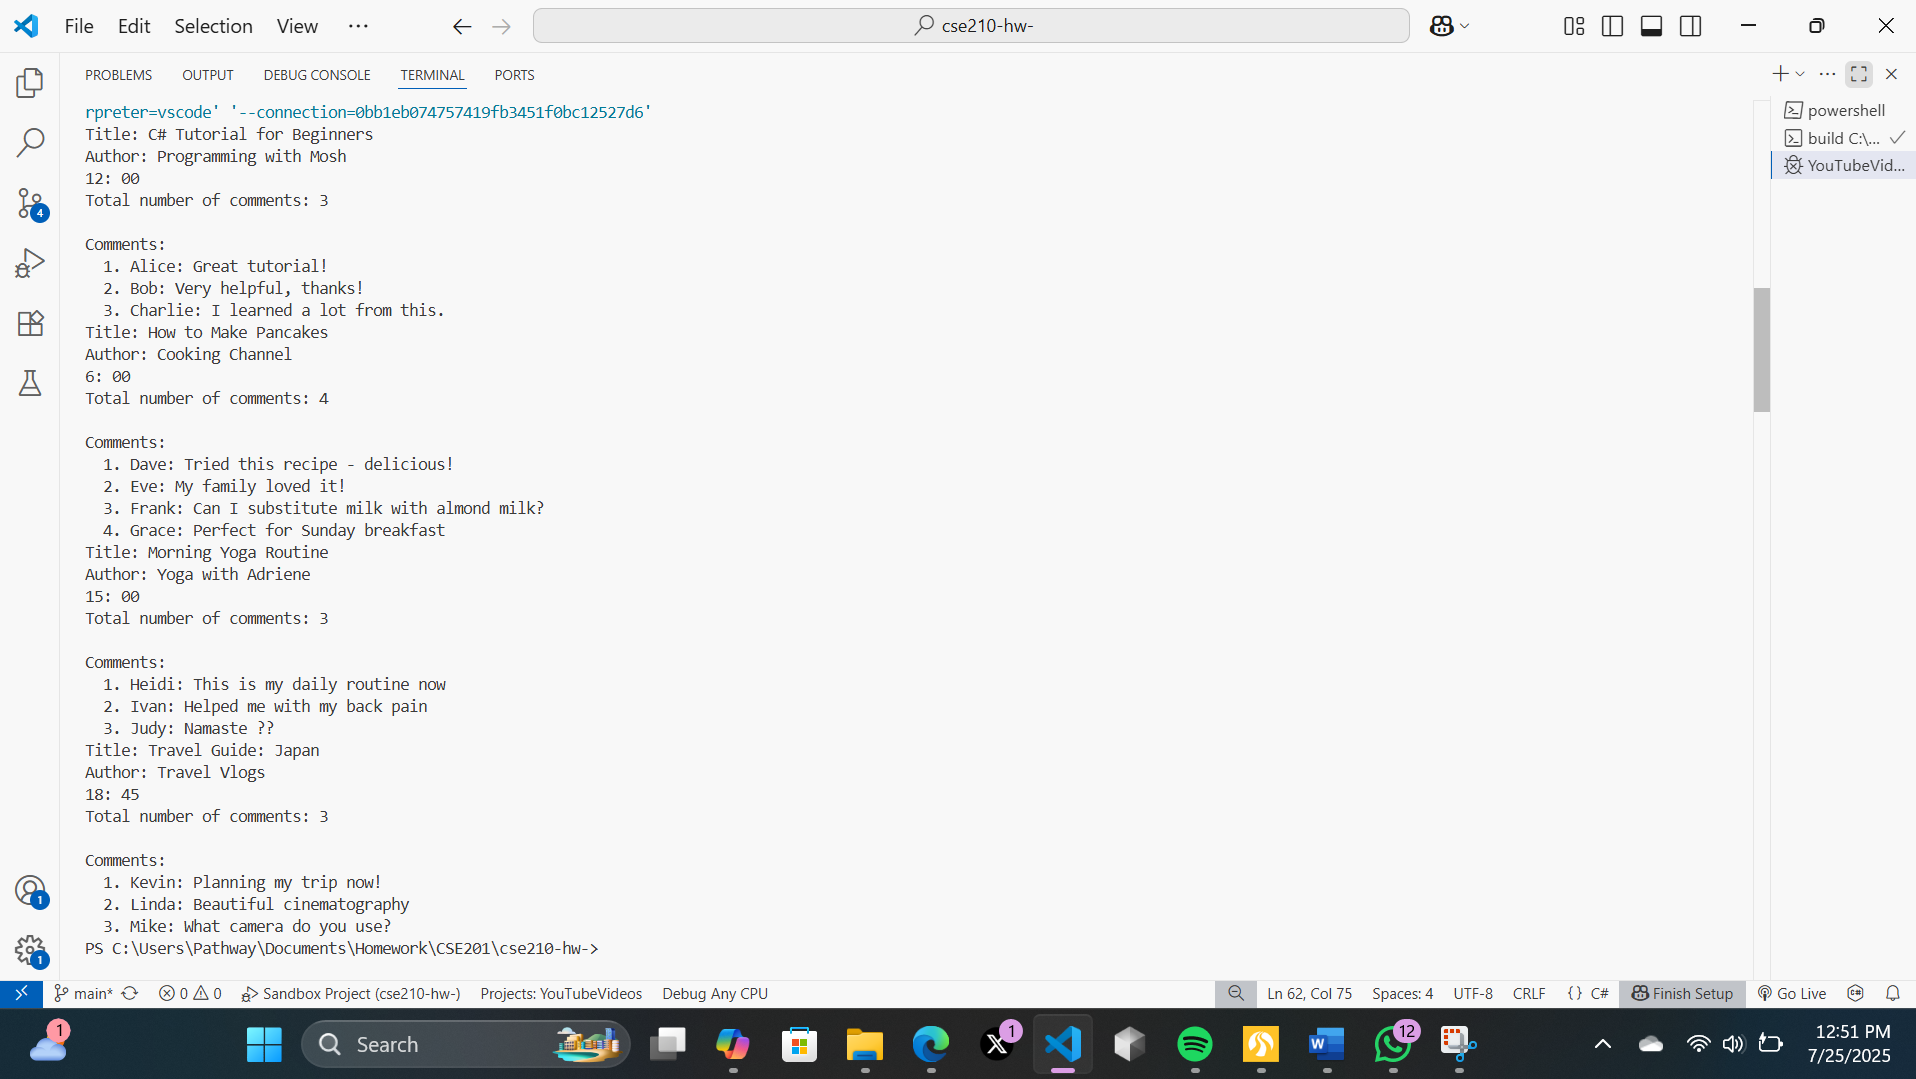 File Edit Selection View ···
cse210-hw-
PROBLEMS OUTPUT DEBUG CONSOLE TERMINAL PORTS
rpreter=vscode' '--connection=0bb1eb074757419fb3451f0bc12527d6'
Title: C# Tutorial for Beginners
Author: Programming with Mosh
12: 00
Total number of comments: 3
Comments:
1. Alice: Great tutorial!
2. Bob: Very helpful, thanks!
3. Charlie: I learned a lot from this.
Title: How to Make Pancakes
Author: Cooking Channel
6: 00
Total number of comments: 4
Comments:
1. Dave: Tried this recipe - delicious!
2. Eve: My family loved it!
3. Frank: Can I substitute milk with almond milk?
4. Grace: Perfect for Sunday breakfast
Title: Morning Yoga Routine
Author: Yoga with Adriene
15: 00
Total number of comments: 3
Comments:
1. Heidi: This is my daily routine now
2. Ivan: Helped me with my back pain
3. Judy: Namaste ??
Title: Travel Guide: Japan
Author: Travel Vlogs
18: 45
Total number of comments: 3
Comments:
1. Kevin: Planning my trip now!
2. Linda: Beautiful cinematography
3. Mike: What camera do you use?
PS C:\Users\Pathway\Documents\Homework\CSE201\cse210-hw->
powershell
build C:\...
YouTubeVid...
4
1
1
main* 0 0 Sandbox Project (cse210-hw-) Projects: YouTubeVideos Debug Any CPU Ln 62, Col 75 Spaces: 4 UTF-8 CRLF {} C# Finish Setup Go Live
1 Search 1 12 12:51 PM
7/25/2025